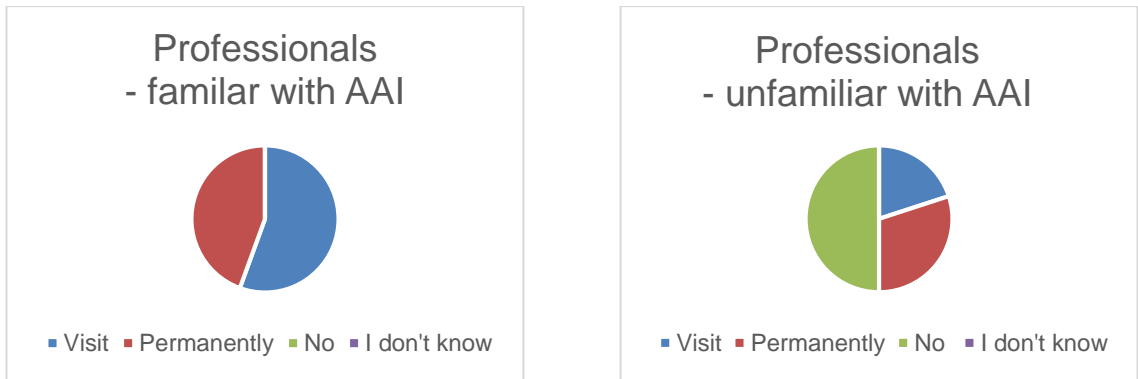 Professionals
- familar with AAI
Visit Permanently No I don't know
Professionals
- unfamiliar with AAI
Visit Permanently No I don't know